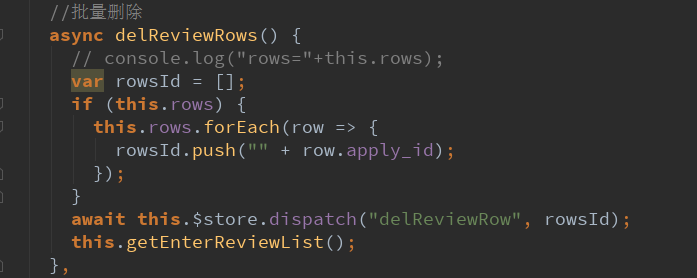 //批量删除
async delReviewRows() {
// console.log("rows="+this.rows);
var rowsId = [];
if (this.rows) {
this.rows.forEach(row => {
rowsId.push("" + row.apply_id);
});
}
await this.$store.dispatch("delReviewRow", rowsId);
this.getEnterReviewList();
},